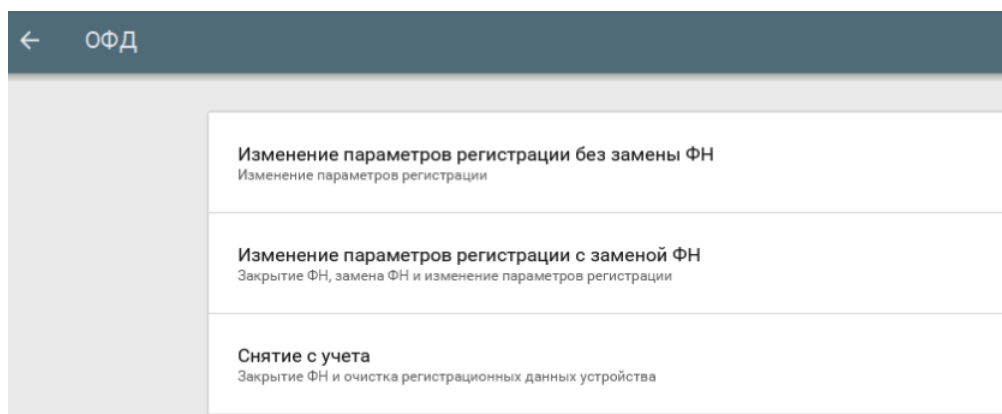 ОФД
Изменение параметров регистрации без замены ФН
Изменение параметров регистрации
Изменение параметров регистрации с заменой ФН
Закрытие ФН, замена ФН и изменение параметров регистрации
Снятие с учета
Закрытие ФН и очистка регистрационных данных устройства